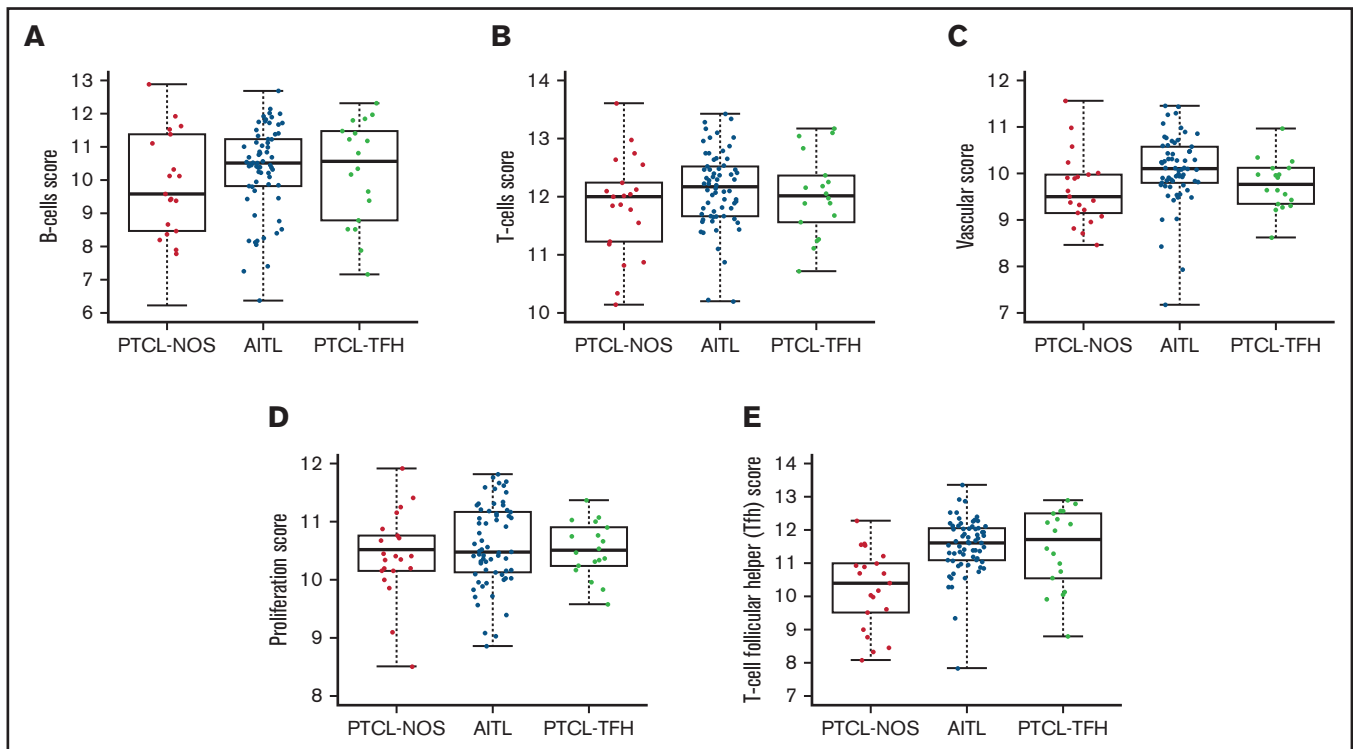 A
B-cells score
13
12
11
10
9
8
7
6
PTCL-NOS AITL PTCL-TFH
B
T-cells score
14
13
12
11
10
PTCL-NOS AITL PTCL-TFH
C
Vascular score
12
11
10
9
8
7
PTCL-NOS AITL PTCL-TFH
D
Proliferation score
12
11
10
9
8
PTCL-NOS AITL PTCL-TFH
E
T-cell follicular helper (Tfh) score
14
13
12
11
10
9
8
7
PTCL-NOS AITL PTCL-TFH